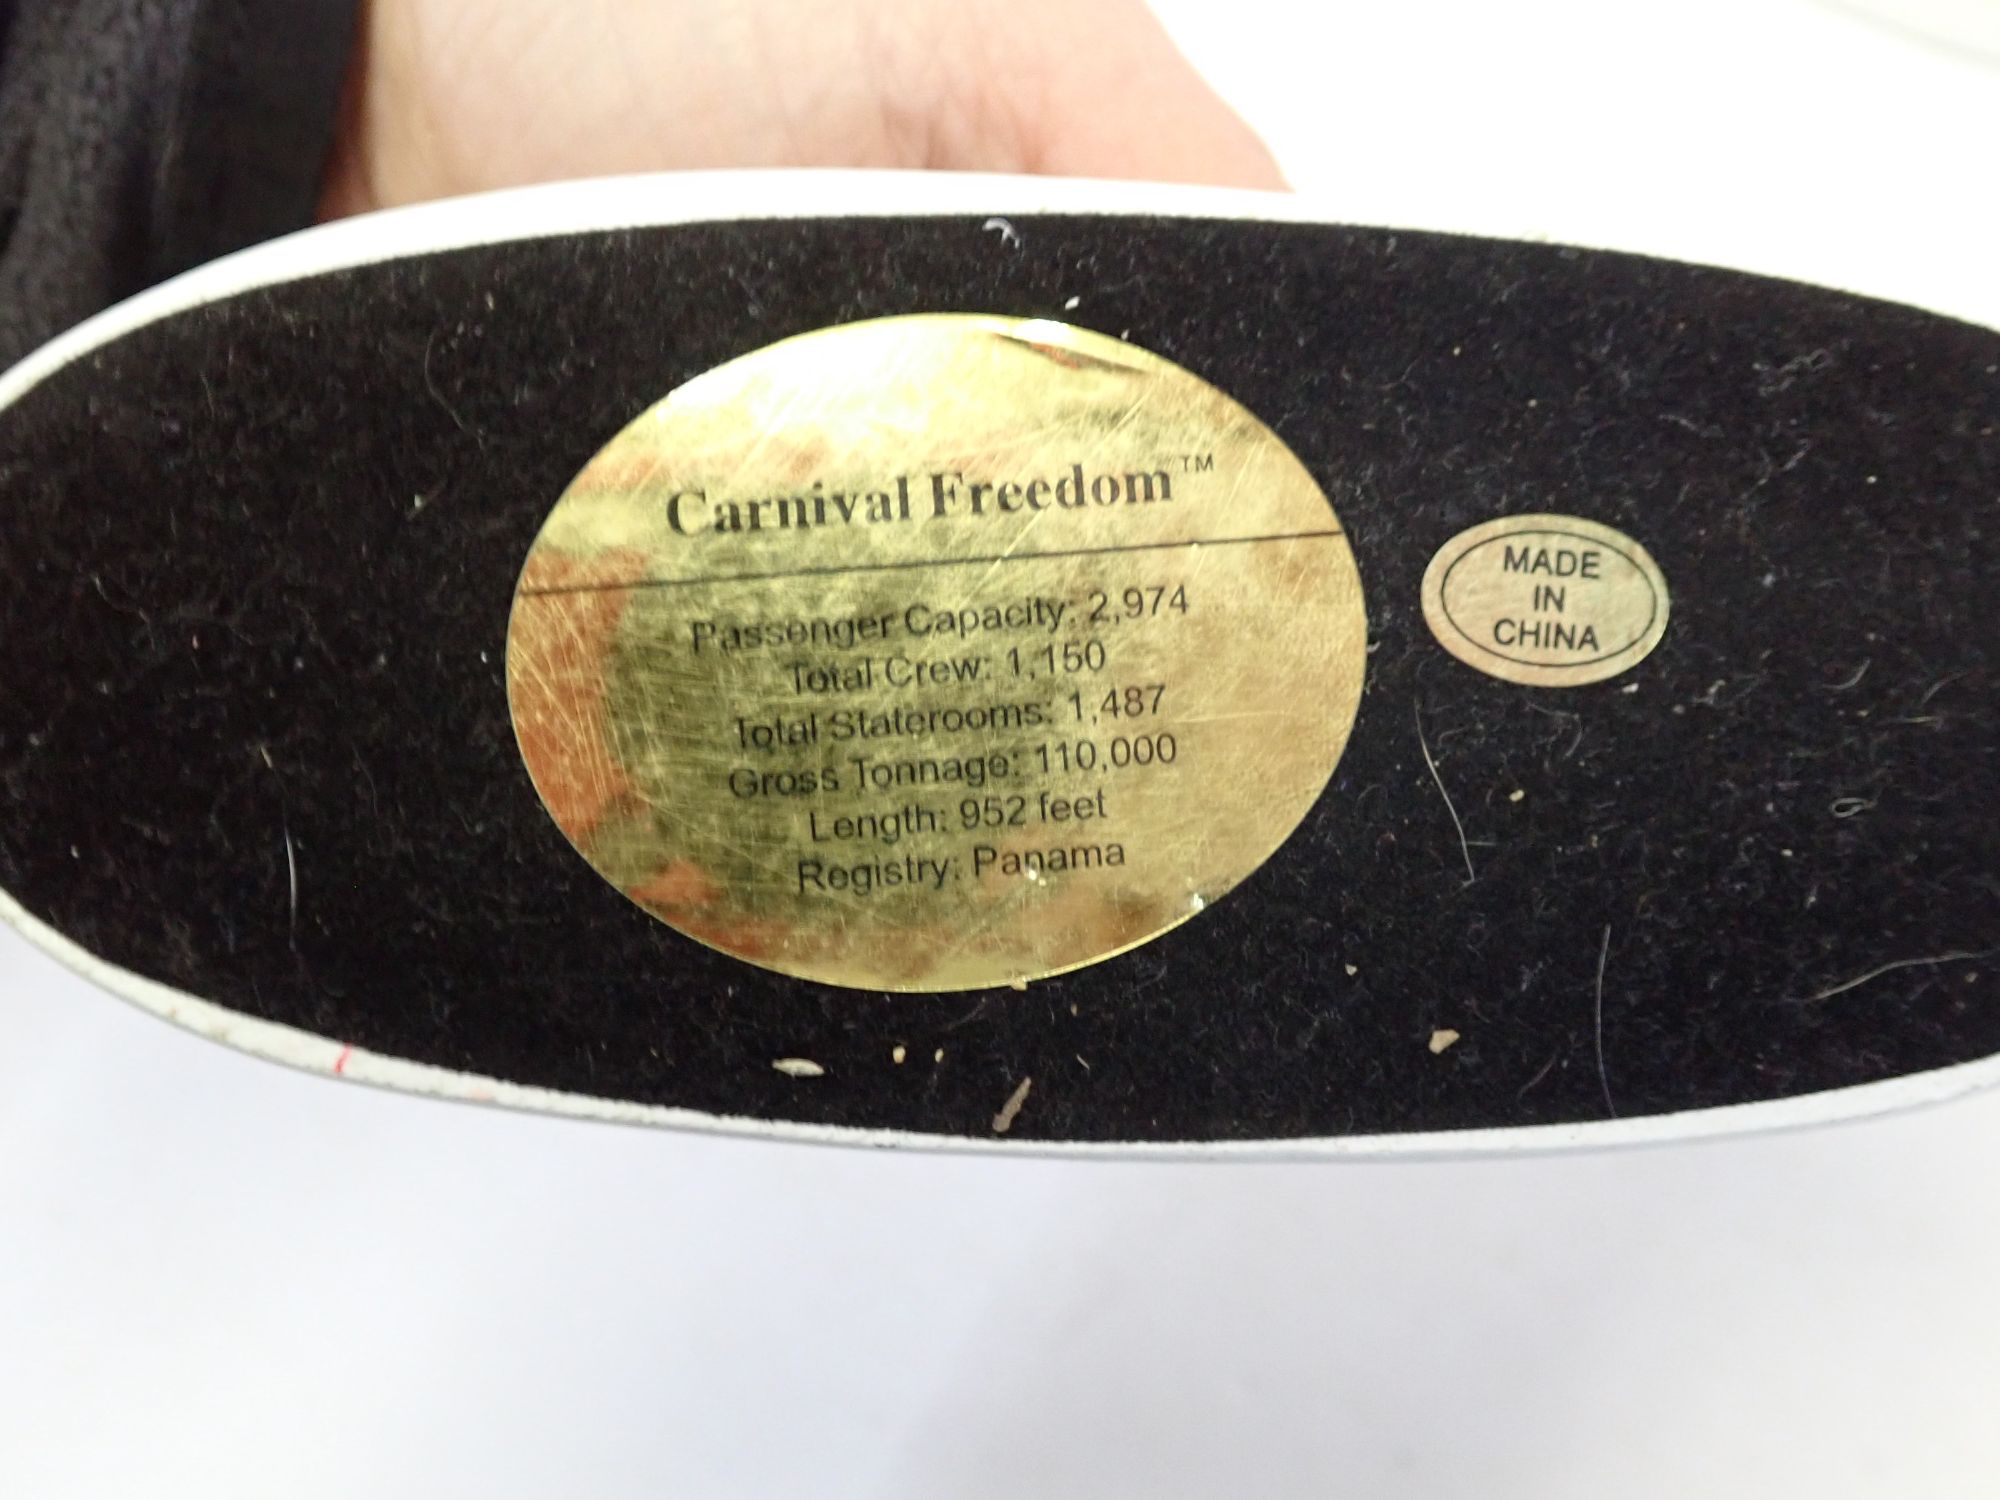 Carnival Freedom™
Passenger Capacity: 2,974
Total Crew: 1,150
Total Staterooms: 1,487
Gross Tonnage: 110,000
Length: 952 feet
Registry: Panama
MADE
IN
CHINA